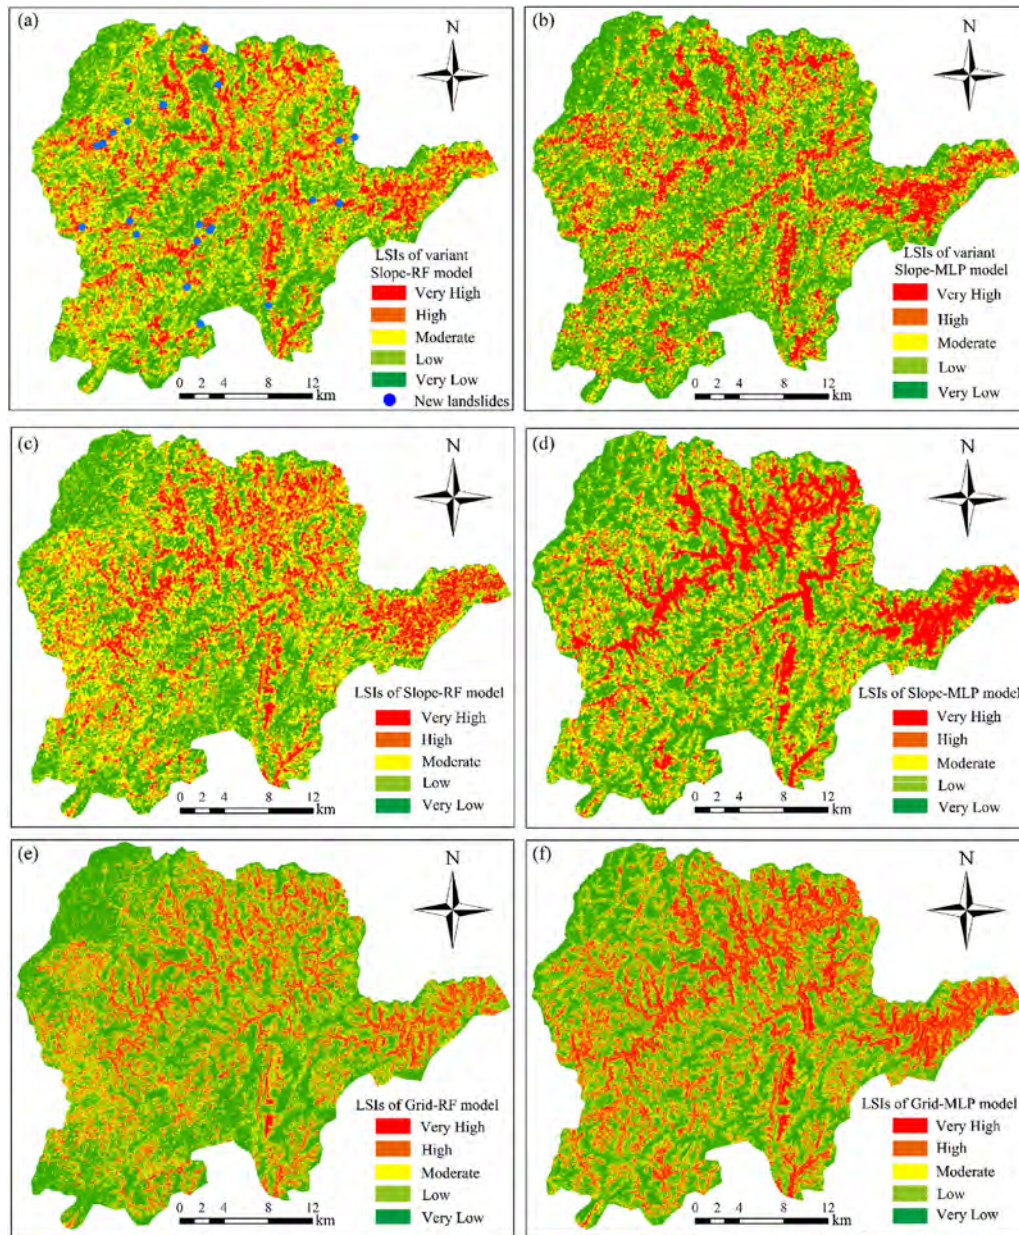 (a)
N
LSIs of variant
Slope-RF model
Very High
High
Moderate
Low
Very Low
New landslides
0 2 4 8 12
km
(b)
N
LSIs of variant
Slope-MLP model
Very High
High
Moderate
Low
Very Low
0 2 4 8 12
km
(c)
N
LSIs of Slope-RF model
Very High
High
Moderate
Low
Very Low
0 2 4 8 12
km
(d)
N
LSIs of Slope-MLP model
Very High
High
Moderate
Low
Very Low
0 2 4 8 12
km
(e)
N
LSIs of Grid-RF model
Very High
High
Moderate
Low
Very Low
0 2 4 8 12
km
(f)
N
LSIs of Grid-MLP model
Very High
High
Moderate
Low
Very Low
0 2 4 8 12
km